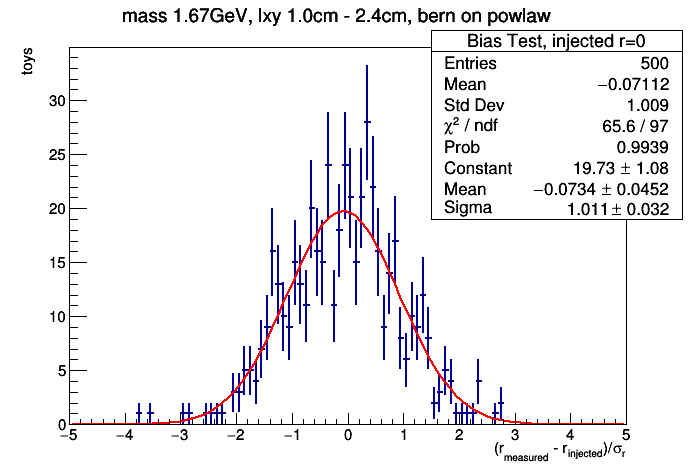 mass 1.67GeV, lxy 1.0cm - 2.4cm, bern on powlaw
Bias Test, injected r=0
Entries 500
Mean −0.07112
Std Dev 1.009
χ² / ndf 65.6 / 97
Prob 0.9939
Constant 19.73 ± 1.08
Mean −0.0734 ± 0.0452
Sigma 1.011 ± 0.032
toys
30
25
20
15
10
5
0
−5 −4 −3 −2 −1 0 1 2 3 4 5
(r_measured - r_injected)/σ_r